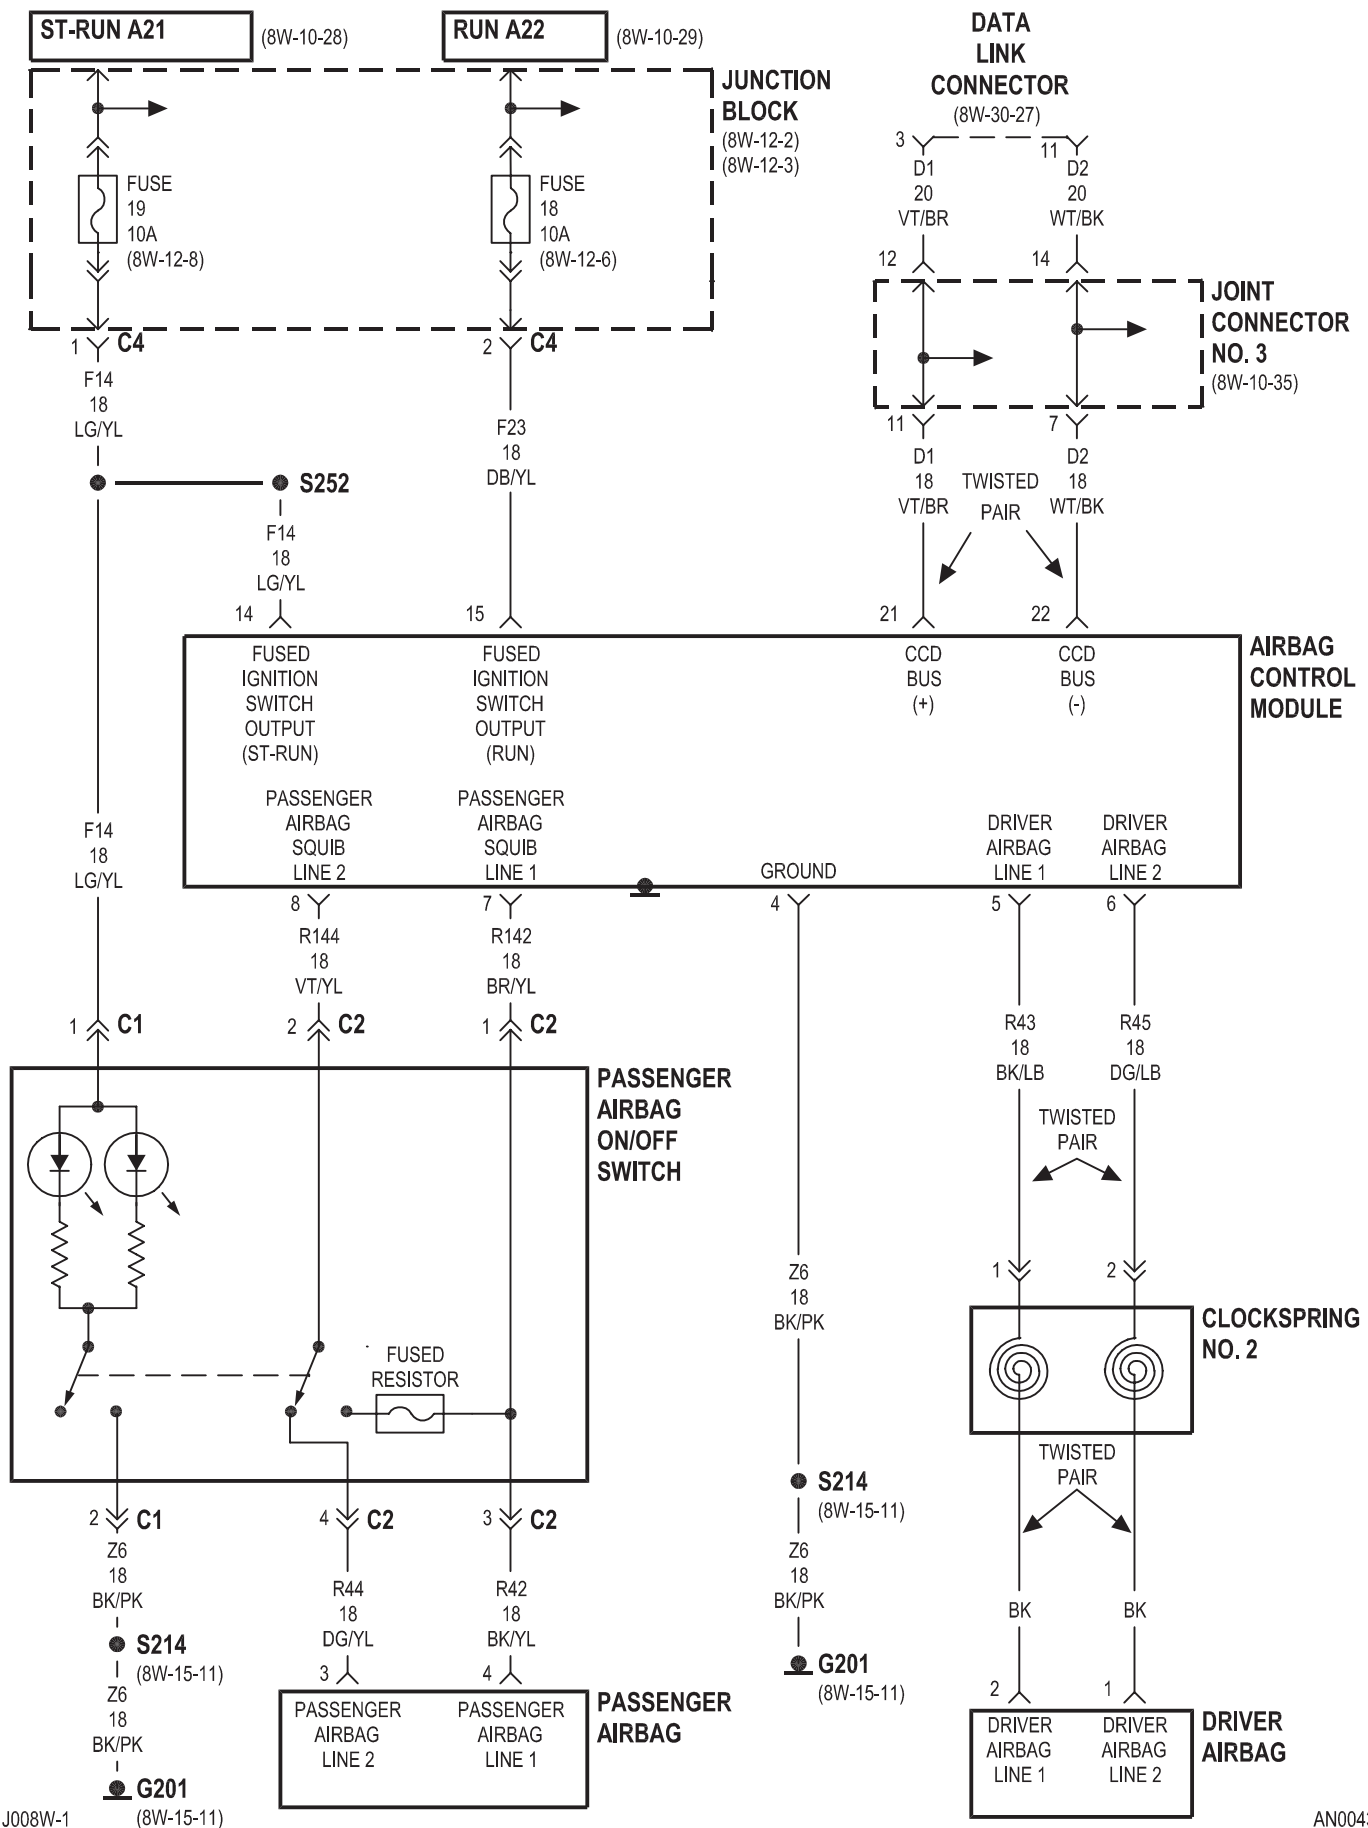 ST-RUN A21
(8W-10-28)
RUN A22
(8W-10-29)
DATA
LINK
CONNECTOR
(8W-30-27)
JUNCTION
BLOCK
(8W-12-2)
(8W-12-3)
FUSE
19
10A
(8W-12-8)
FUSE
18
10A
(8W-12-6)
3
11
D1
20
VT/BR
D2
20
WT/BK
12
14
JOINT
CONNECTOR
NO. 3
(8W-10-35)
1
C4
2
C4
F14
18
LG/YL
F23
18
DB/YL
11
7
D1
18
VT/BR
TWISTED
PAIR
D2
18
WT/BK
S252
F14
18
LG/YL
14
15
21
22
AIRBAG
CONTROL
MODULE
FUSED
IGNITION
SWITCH
OUTPUT
(ST-RUN)
FUSED
IGNITION
SWITCH
OUTPUT
(RUN)
CCD
BUS
(+)
CCD
BUS
(-)
PASSENGER
AIRBAG
SQUIB
LINE 2
PASSENGER
AIRBAG
SQUIB
LINE 1
GROUND
DRIVER
AIRBAG
LINE 1
DRIVER
AIRBAG
LINE 2
F14
18
LG/YL
8
7
4
5
6
R144
18
VT/YL
R142
18
BR/YL
1
C1
2
C2
1
C2
R43
18
BK/LB
R45
18
DG/LB
PASSENGER
AIRBAG
ON/OFF
SWITCH
TWISTED
PAIR
Z6
18
BK/PK
1
2
CLOCKSPRING
NO. 2
FUSED
RESISTOR
TWISTED
PAIR
S214
(8W-15-11)
2
C1
4
C2
3
C2
Z6
18
BK/PK
R44
18
DG/YL
R42
18
BK/YL
Z6
18
BK/PK
BK
BK
S214
(8W-15-11)
3
4
G201
(8W-15-11)
2
1
Z6
18
BK/PK
PASSENGER
AIRBAG
LINE 2
PASSENGER
AIRBAG
LINE 1
PASSENGER
AIRBAG
DRIVER
AIRBAG
LINE 1
DRIVER
AIRBAG
LINE 2
DRIVER
AIRBAG
G201
(8W-15-11)
J008W-1